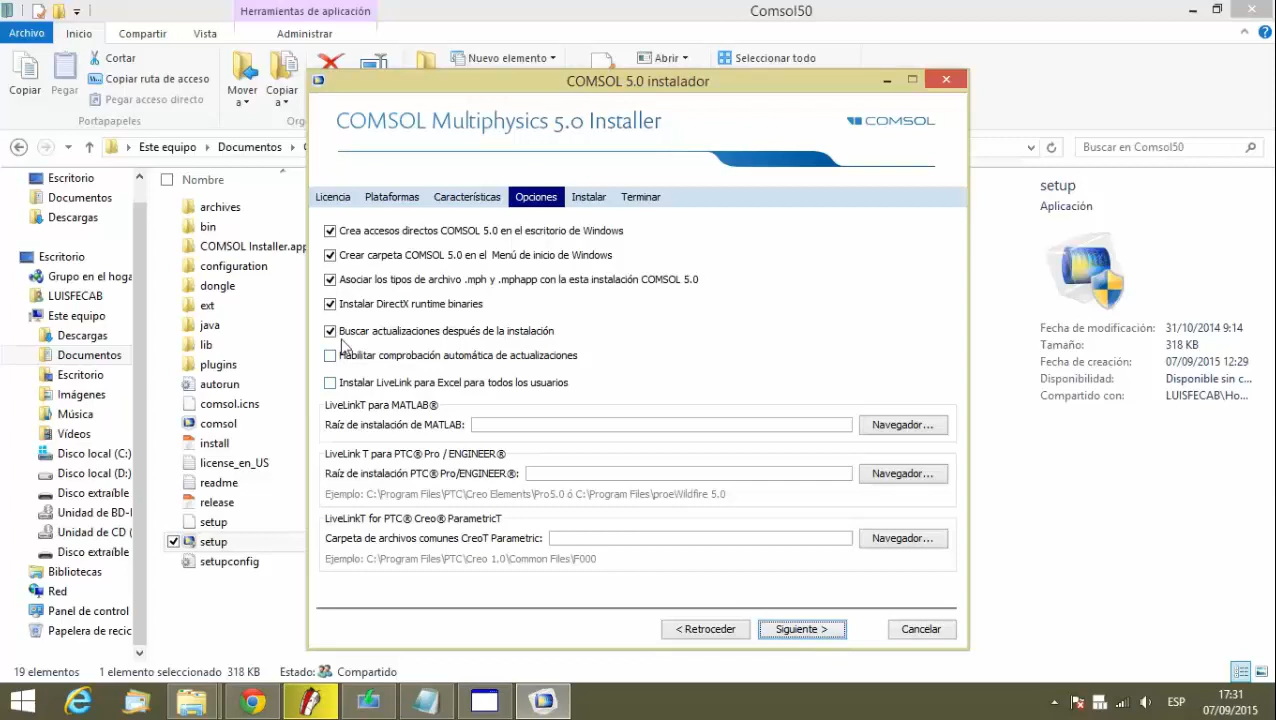 Herramientas de aplicación
Comsol50
Archivo
Inicio
Compartir
Vista
Administrar
Copiar
Pegar
Cortar
Copiar ruta de acceso
Pegar acceso directo
Portapapeles
Mover a
Copiar a
Org
Nuevo elemento
Abrir
Seleccionar todo
Este equipo
Documentos
Buscar en Comsol50
Escritorio
Documentos
Descargas
Escritorio
Grupo en el hoga
LUISFECAB
Este equipo
Descargas
Documentos
Escritorio
Imágenes
Música
Vídeos
Disco local (C:)
Disco local (D:)
Disco extraíble
Unidad de BD-
Unidad de CD (
Disco extraíble
Bibliotecas
Red
Panel de control
Papelera de recic
Nombre
archives
bin
COMSOL Installer.app
configuration
dongle
ext
java
lib
plugins
autorun
comsol.icns
comsol
install
license_en_US
readme
release
setup
setup
setupconfig
COMSOL 5.0 instalador
COMSOL Multiphysics 5.0 Installer
COMSOL
Licencia
Plataformas
Características
Opciones
Instalar
Terminar
Crea accesos directos COMSOL 5.0 en el escritorio de Windows
Crear carpeta COMSOL 5.0 en el Menú de inicio de Windows
Asociar los tipos de archivo .mph y .mphapp con la esta instalación COMSOL 5.0
Instalar DirectX runtime binaries
Buscar actualizaciones después de la instalación
Habilitar comprobación automática de actualizaciones
Instalar LiveLink para Excel para todos los usuarios
LiveLinkT para MATLAB®
Raíz de instalación de MATLAB:
Navegador...
LiveLink T para PTC® Pro / ENGINEER®
Raíz de instalación PTC® Pro/ENGINEER®:
Navegador...
Ejemplo: C:\Program Files\PTC\Creo Elements\Pro5.0 ó C:\Program Files\proeWildfire 5.0
LiveLinkT for PTC® Creo® ParametricT
Carpeta de archivos comunes CreoT Parametric:
Navegador...
Ejemplo: C:\Program Files\PTC\Creo 1.0\Common Files\F000
< Retroceder
Siguiente >
Cancelar
setup
Aplicación
Fecha de modificación: 31/10/2014 9:14
Tamaño: 318 KB
Fecha de creación: 07/09/2015 12:29
Disponibilidad: Disponible sin c...
Compartido con: LUISFECAB\Ho...
19 elementos
1 elemento seleccionado 318 KB
Estado: Compartido
ESP
17:31
07/09/2015